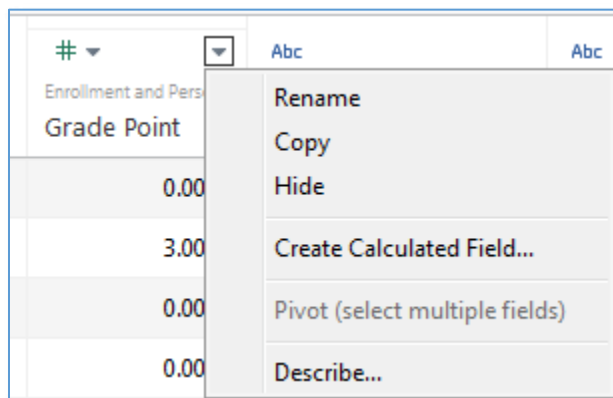 # Abc Abc
Enrollment and Pers
Grade Point
Rename
Copy
Hide
Create Calculated Field...
Pivot (select multiple fields)
Describe...
0.00
3.00
0.00
0.00